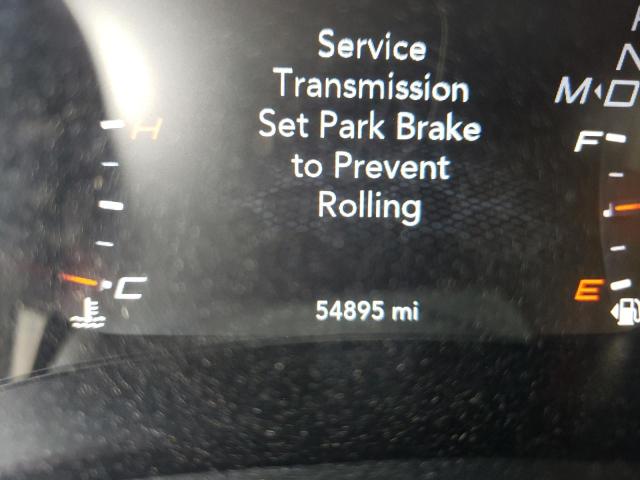 Service
Transmission
Set Park Brake
to Prevent
Rolling
N
M◂D
H
F
C
E
54895 mi